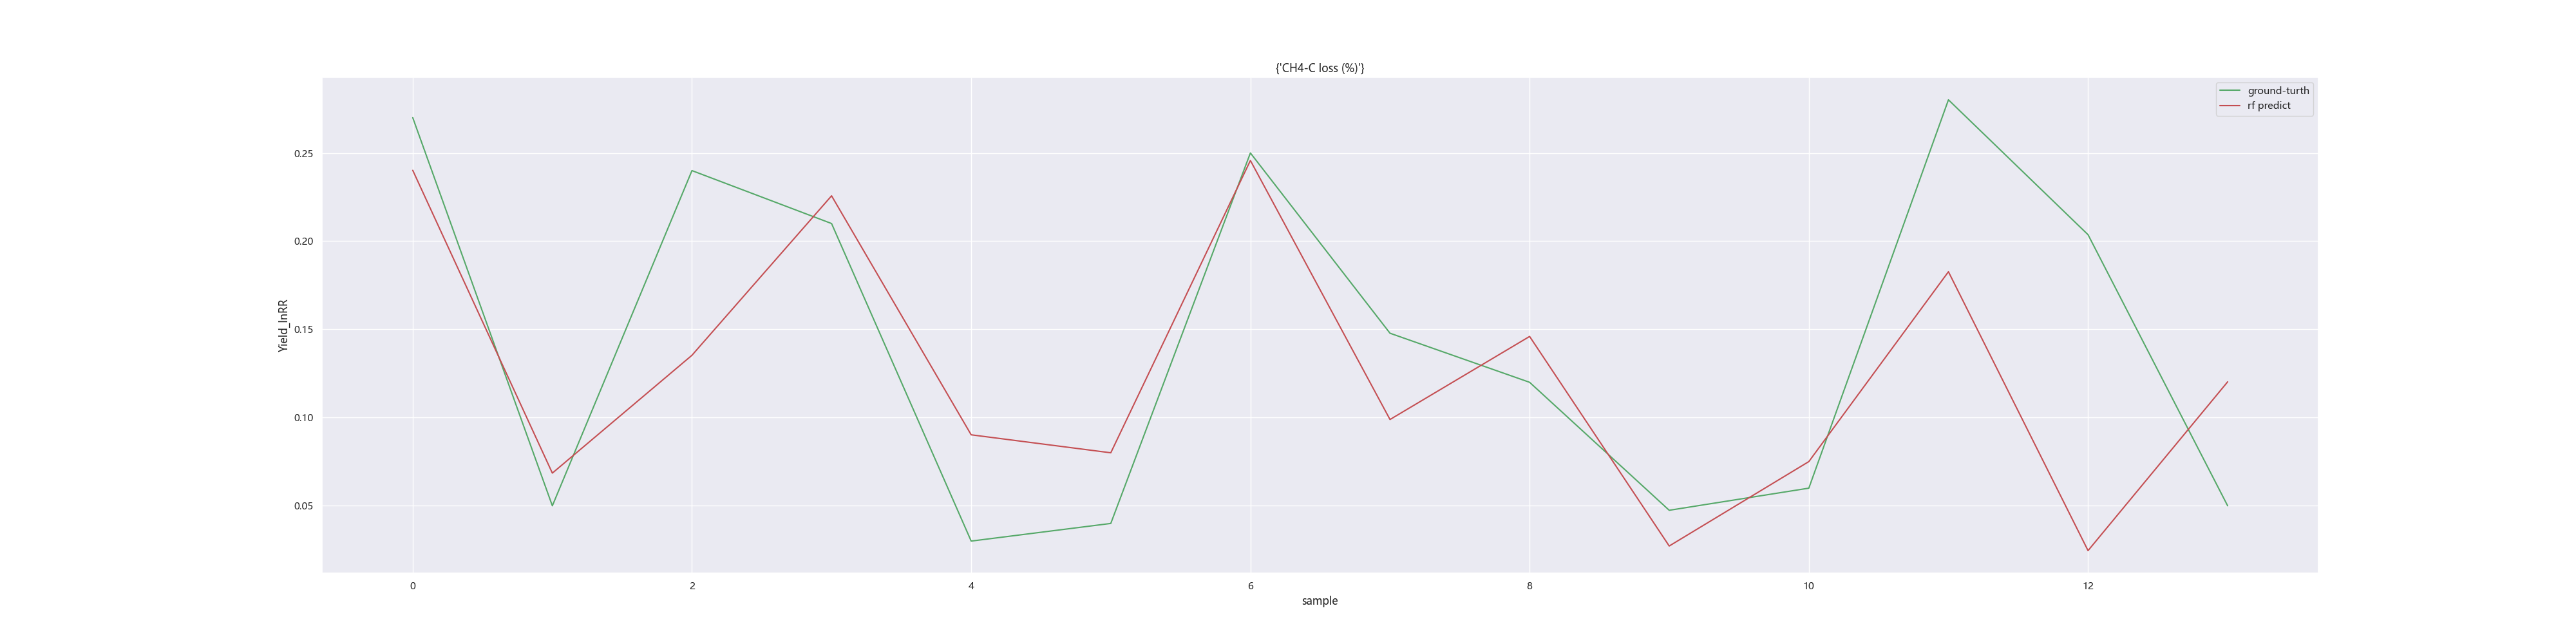 {'CH4-C loss (%)'}
ground-turth
rf predict
Yield_lnRR
0.25
0.20
0.15
0.10
0.05
0 2 4 6 8 10 12
sample